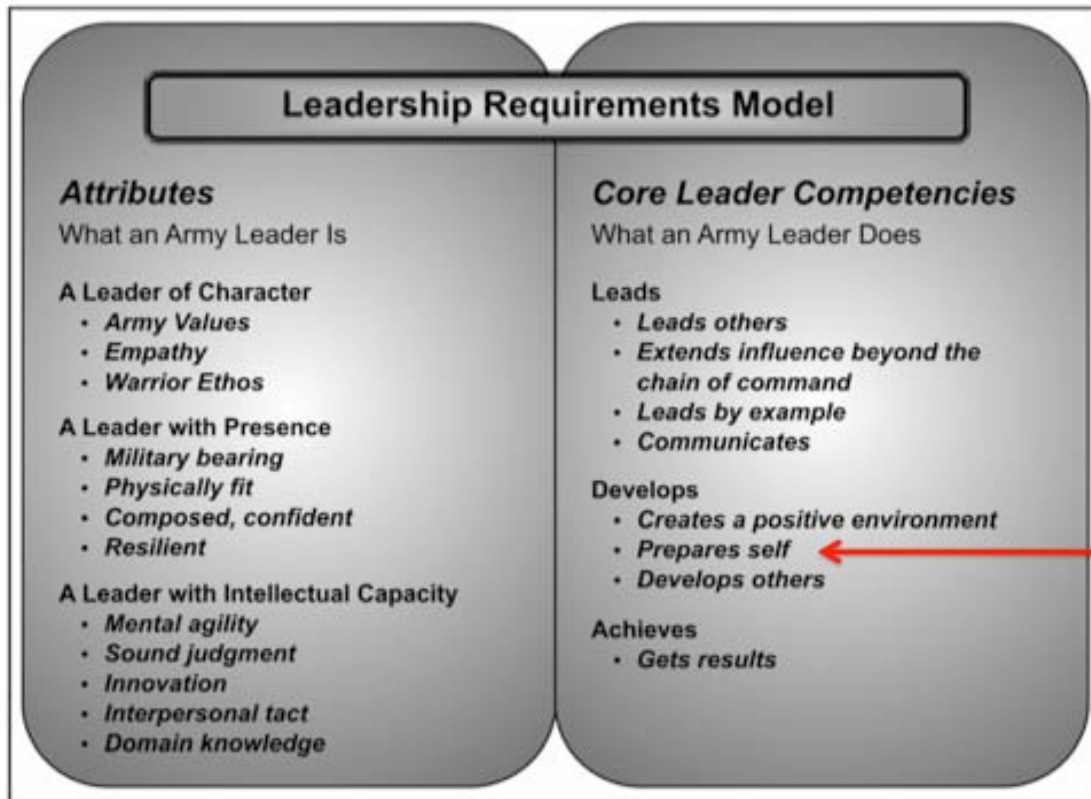 Leadership Requirements Model
Attributes
What an Army Leader Is
A Leader of Character
• Army Values
• Empathy
• Warrior Ethos
A Leader with Presence
• Military bearing
• Physically fit
• Composed, confident
• Resilient
A Leader with Intellectual Capacity
• Mental agility
• Sound judgment
• Innovation
• Interpersonal tact
• Domain knowledge
Core Leader Competencies
What an Army Leader Does
Leads
• Leads others
• Extends influence beyond the
chain of command
• Leads by example
• Communicates
Develops
• Creates a positive environment
• Prepares self
• Develops others
Achieves
• Gets results